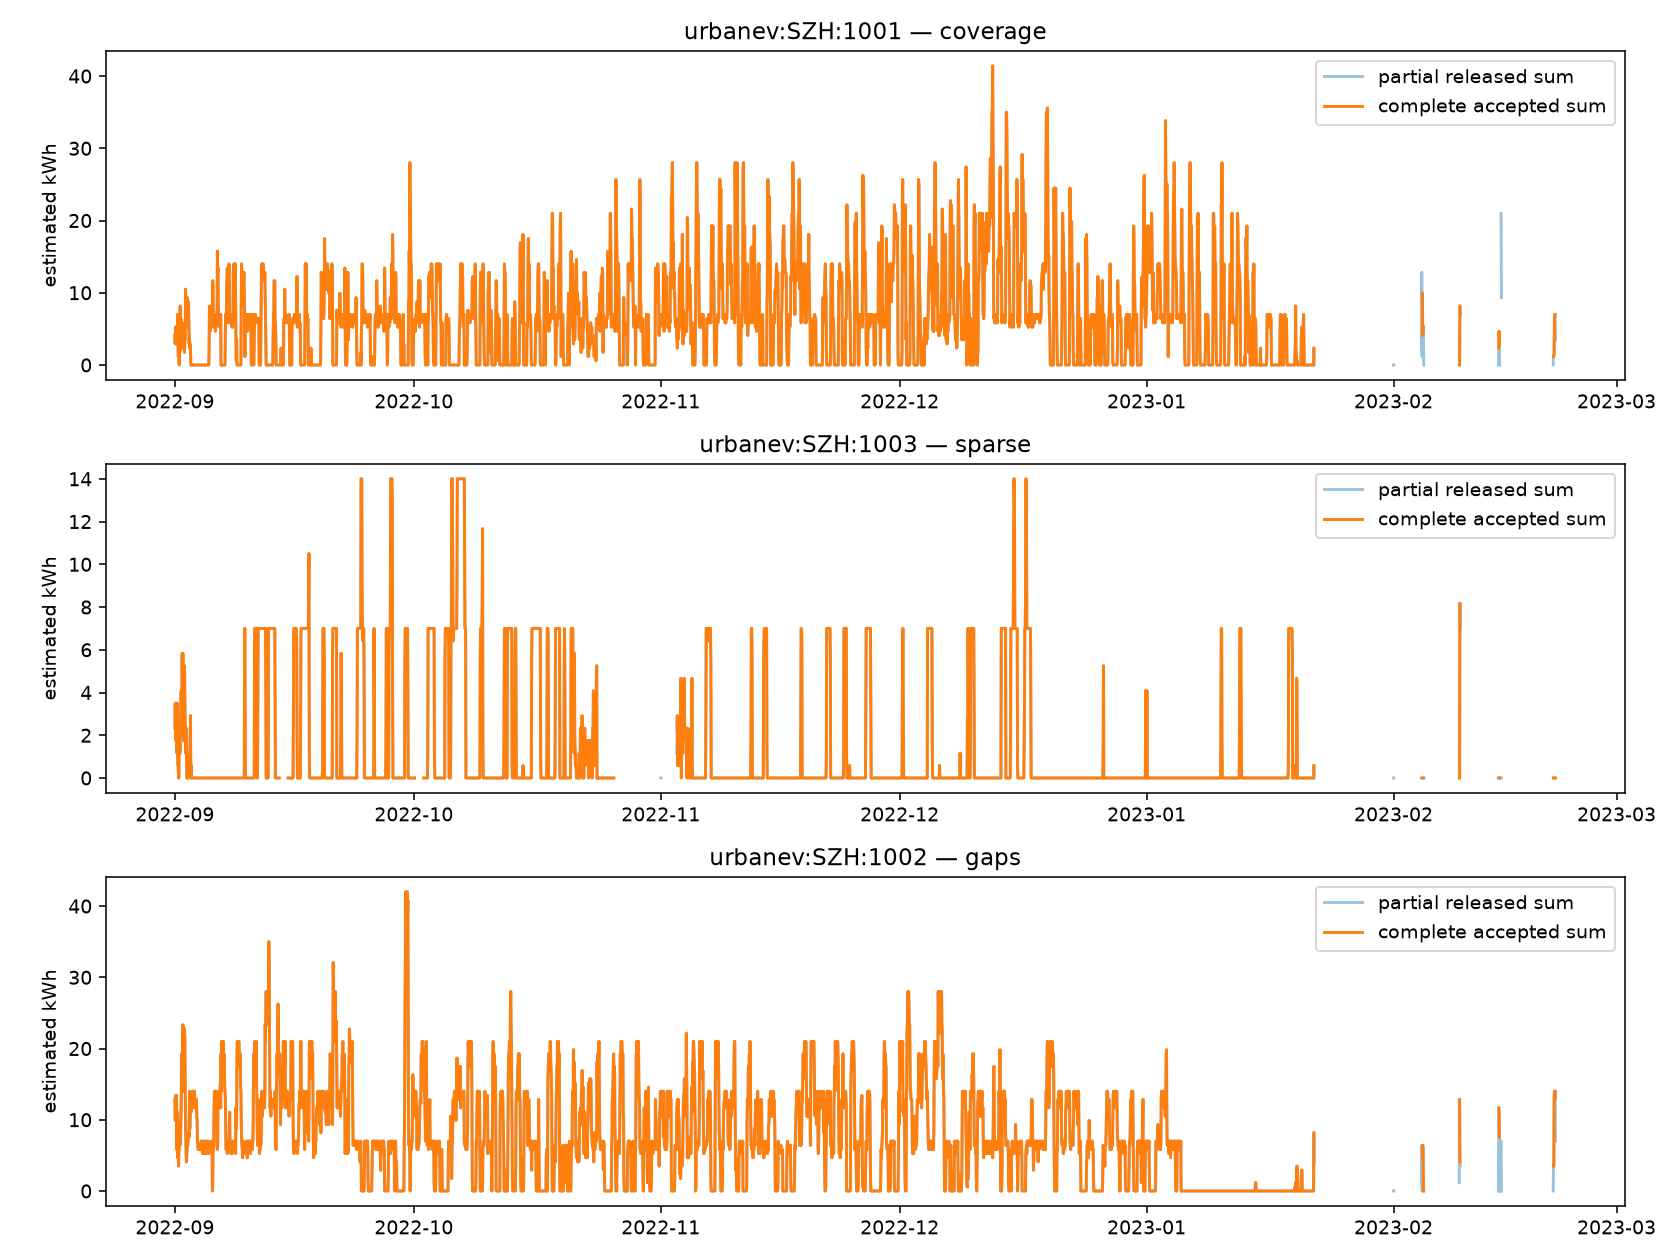 urbanev:SZH:1001 — coverage
partial released sum
complete accepted sum
estimated kWh
40
30
20
10
0
2022-09 2022-10 2022-11 2022-12 2023-01 2023-02 2023-03
urbanev:SZH:1003 — sparse
partial released sum
complete accepted sum
estimated kWh
14
12
10
8
6
4
2
0
2022-09 2022-10 2022-11 2022-12 2023-01 2023-02 2023-03
urbanev:SZH:1002 — gaps
partial released sum
complete accepted sum
estimated kWh
40
30
20
10
0
2022-09 2022-10 2022-11 2022-12 2023-01 2023-02 2023-03